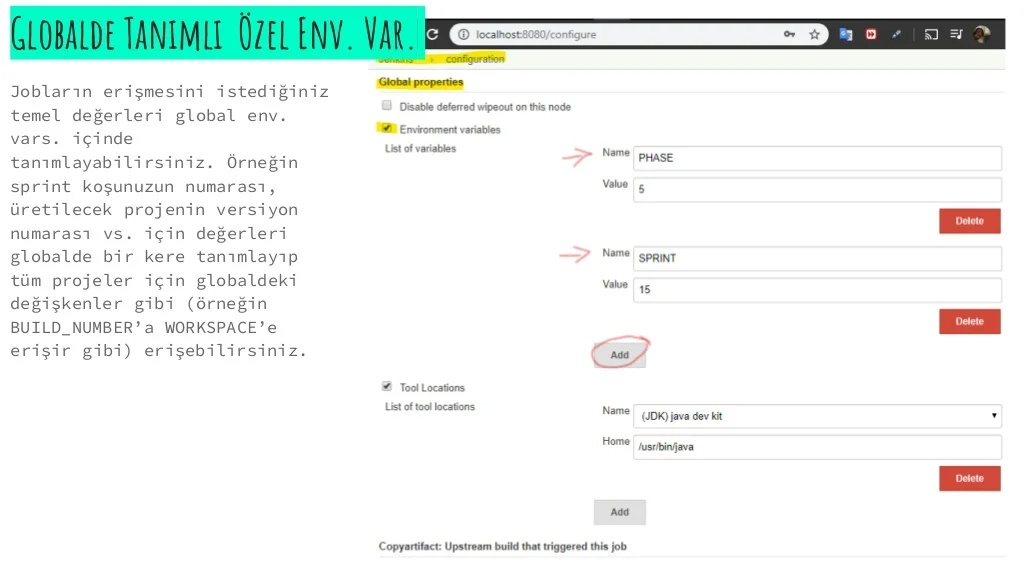 Globalde Tanımlı Özel Env. Var.
Jobların erişmesini istediğiniz
temel değerleri global env.
vars. içinde
tanımlayabilirsiniz. Örneğin
sprint koşunuzun numarası,
üretilecek projenin versiyon
numarası vs. için değerleri
globalde bir kere tanımlayıp
tüm projeler için globaldeki
değişkenler gibi (örneğin
BUILD_NUMBER’a WORKSPACE’e
erişir gibi) erişebilirsiniz.
localhost:8080/configure
Jenkins › configuration
Global properties
Disable deferred wipeout on this node
Environment variables
List of variables
Name PHASE
Value 5
Delete
Name SPRINT
Value 15
Delete
Add
Tool Locations
List of tool locations
Name (JDK) java dev kit
Home /usr/bin/java
Delete
Add
Copyartifact: Upstream build that triggered this job